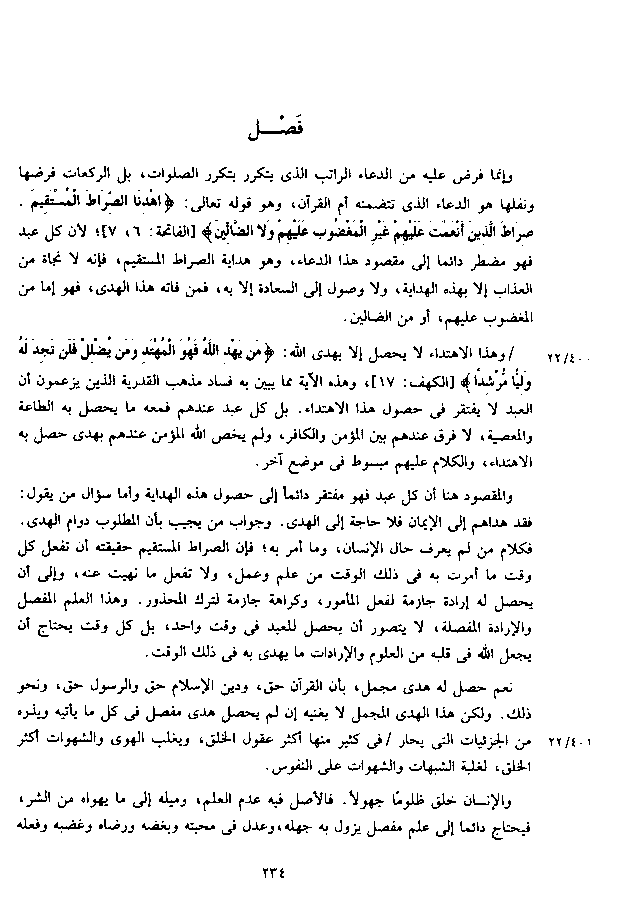 فَصْــل
وإنما فرض عليه من الدعاء الراتب الذى يتكرر بتكرر الصلوات، بل الركعات فرضها
ونفلها هو الدعاء الذى تتضمنه أم القرآن، وهو قوله تعالى: ﴿اهْدِنَا الصِّرَاطَ الْمُسْتَقِيمَ .
صِرَاطَ الَّذِينَ أَنْعَمْتَ عَلَيْهِمْ غَيْرِ الْمَغْضُوبِ عَلَيْهِمْ وَلا الضَّالِّينَ﴾ [الفاتحة: ٦، ٧]؛ لأن كل عبد
فهو مضطر دائما إلى مقصود هذا الدعاء، وهو هداية الصراط المستقيم، فإنه لا نجاة من
العذاب إلا بهذه الهداية، ولا وصول إلى السعادة إلا به، فمن فاته هذا الهدى، فهو إما من
المغضوب عليهم، أو من الضالين.
٢٢/٤٠٠ /وهذا الاهتداء لا يحصل إلا بهدى الله: ﴿مَن يَهْدِ اللَّهُ فَهُوَ الْمُهْتَدِ وَمَن يُضْلِلْ فَلَن تَجِدَ لَهُ
وَلِيًّا مُّرْشِدًا﴾ [الكهف: ١٧]، وهذه الآية مما يبين به فساد مذهب القدرية الذين يزعمون أن
العبد لا يفتقر فى حصول هذا الاهتداء. بل كل عبد عندهم فمعه ما يحصل به الطاعة
والمعصية، لا فرق عندهم بين المؤمن والكافر، ولم يخص الله المؤمن عندهم بهدى حصل به
الاهتداء، والكلام عليهم مبسوط فى موضع آخر.
والمقصود هنا أن كل عبد فهو مفتقر دائماً إلى حصول هذه الهداية وأما سؤال من يقول:
فقد هداهم إلى الإيمان فلا حاجة إلى الهدى. وجواب من يجيب بأن المطلوب دوام الهدى.
فكلام من لم يعرف حال الإنسان، وما أمر به؛ فإن الصراط المستقيم حقيقته أن تفعل كل
وقت ما أمرت به فى ذلك الوقت من علم وعمل، ولا تفعل ما نهيت عنه، وإلى أن
يحصل له إرادة جازمة لفعل المأمور، وكراهة جازمة لترك المحذور. وهذا العلم المفصل
والإرادة المفصلة، لا يتصور أن يحصل للعبد فى وقت واحد، بل كل وقت يحتاج أن
يجعل الله فى قلبه من العلوم والإرادات ما يهدى به فى ذلك الوقت.
نعم حصل له هدى مجمل، بأن القرآن حق، ودين الإسلام حق والرسول حق، ونحو
ذلك. ولكن هذا الهدى المجمل لا يغنيه إن لم يحصل هدى مفصل فى كل ما يأتيه ويذره
٢٢/٤٠١ من الجزئيات التى يحار /فى كثير منها أكثر عقول الخلق، ويغلب الهوى والشهوات أكثر
الخلق، لغلبة الشبهات والشهوات على النفوس.
والإنسان خلق ظلومًا جهولاً. فالأصل فيه عدم العلم، وميله إلى ما يهواه من الشر،
فيحتاج دائما إلى علم مفصل يزول به جهله، وعدل فى محبته وبغضه ورضاه وغضبه وفعله
٢٣٤